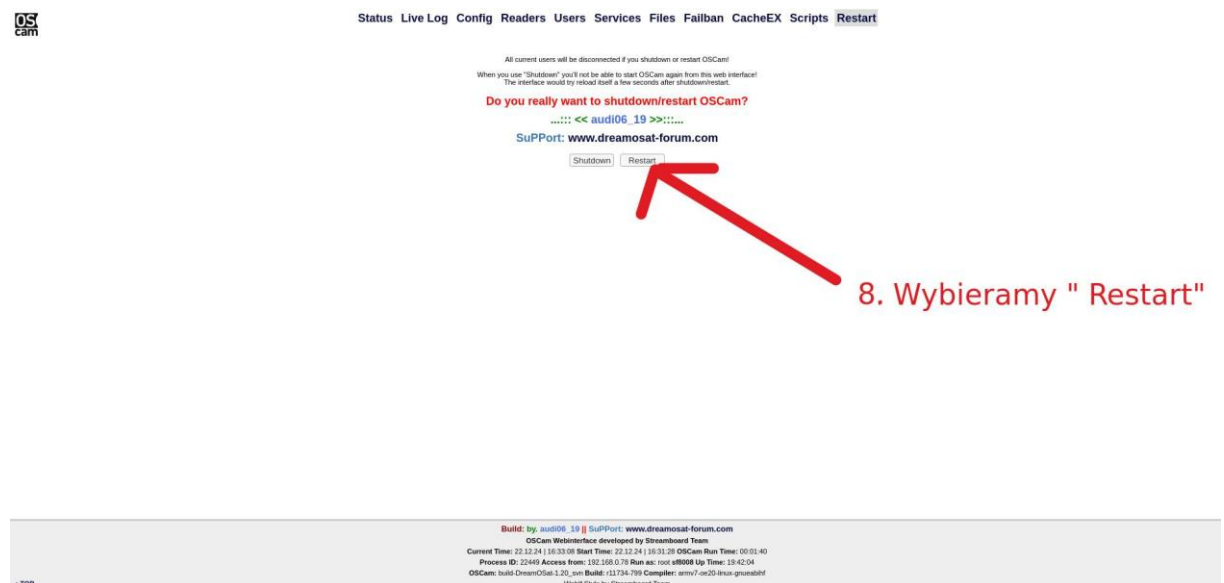 OS
cam
Status Live Log Config Readers Users Services Files Failban CacheEX Scripts Restart
All current users will be disconnected if you shutdown or restart OSCam!
When you use "Shutdown" you'll not be able to start OSCam again from this web interface!
The interface would try reload itself a few seconds after shutdown/restart.
Do you really want to shutdown/restart OSCam?
...::: << audi06_19 >>:::...
SuPPort: www.dreamosat-forum.com
Shutdown Restart
8. Wybieramy " Restart"
Build: by. audi06_19 || SuPPort: www.dreamosat-forum.com
OSCam Webinterface developed by Streamboard Team
Current Time: 22.12.24 | 16:33:08 Start Time: 22.12.24 | 16:31:28 OSCam Run Time: 00:01:40
Process ID: 22449 Access from: 192.168.0.78 Run as: root sf8008 Up Time: 19:42:04
OSCam: build-DreamOSat-1.20_svn Build: r11734-799 Compiler: armv7-oe20-linux-gnueabihf